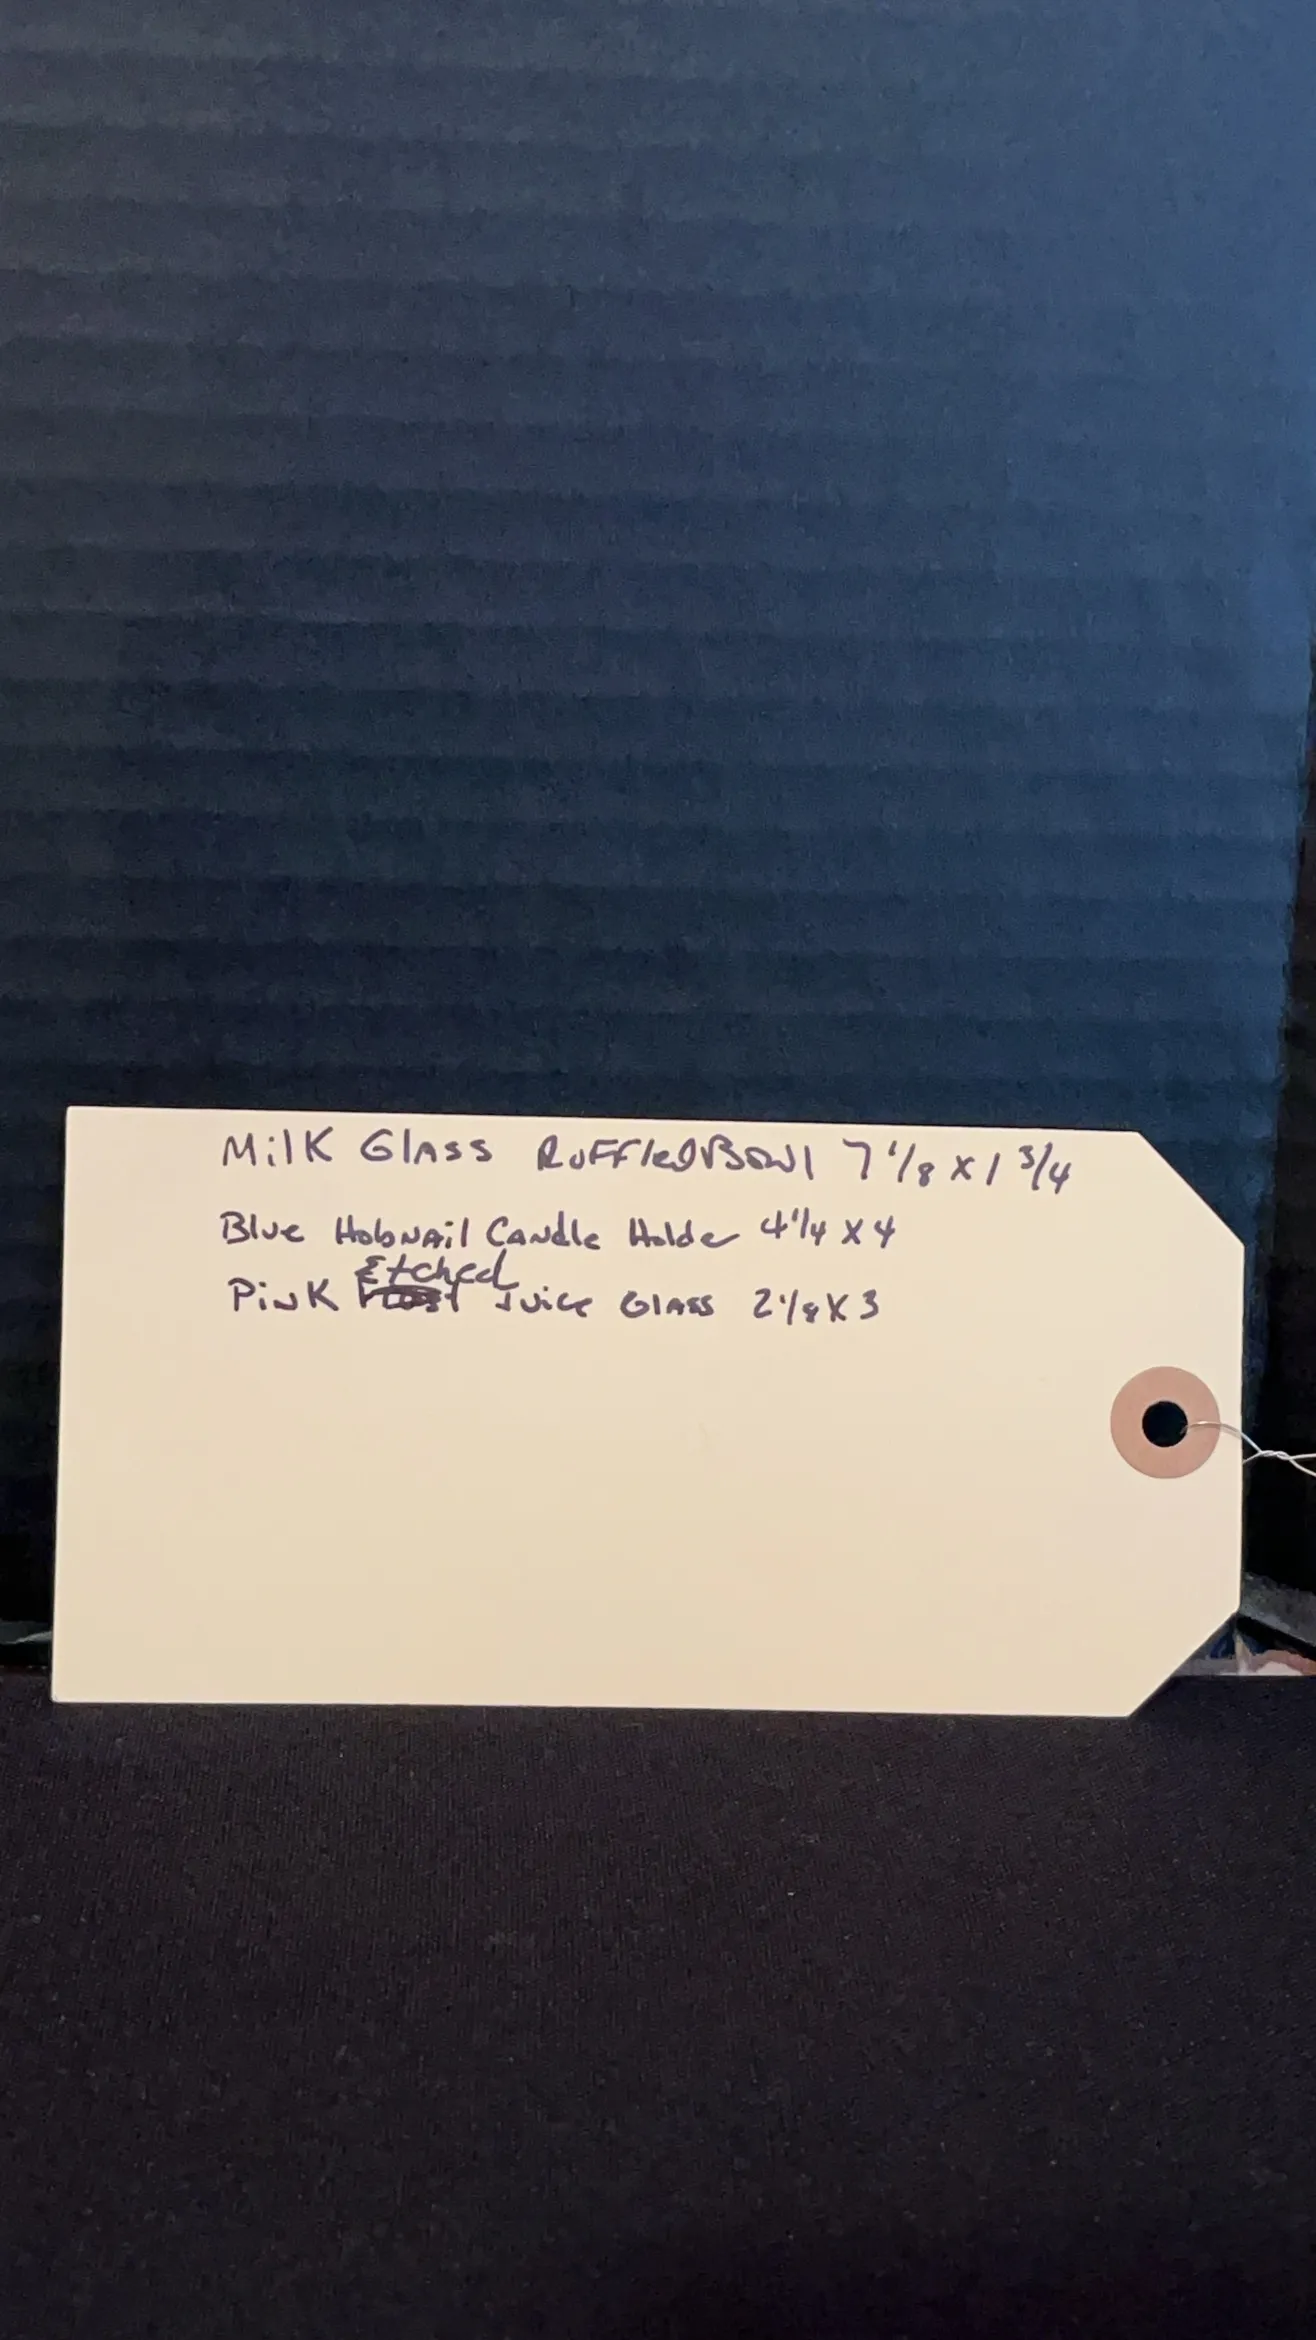 Milk Glass Ruffled Bowl 7 1/8 x 1 3/4
Blue Hobnail Candle Holder 4 1/4 x 4
Pink Etched Juice Glass 2 1/8 x 3